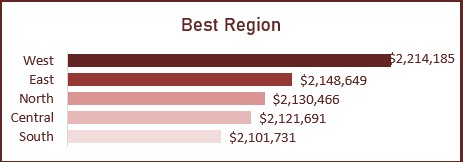 Best Region
West $2,214,185
East $2,148,649
North $2,130,466
Central $2,121,691
South $2,101,731